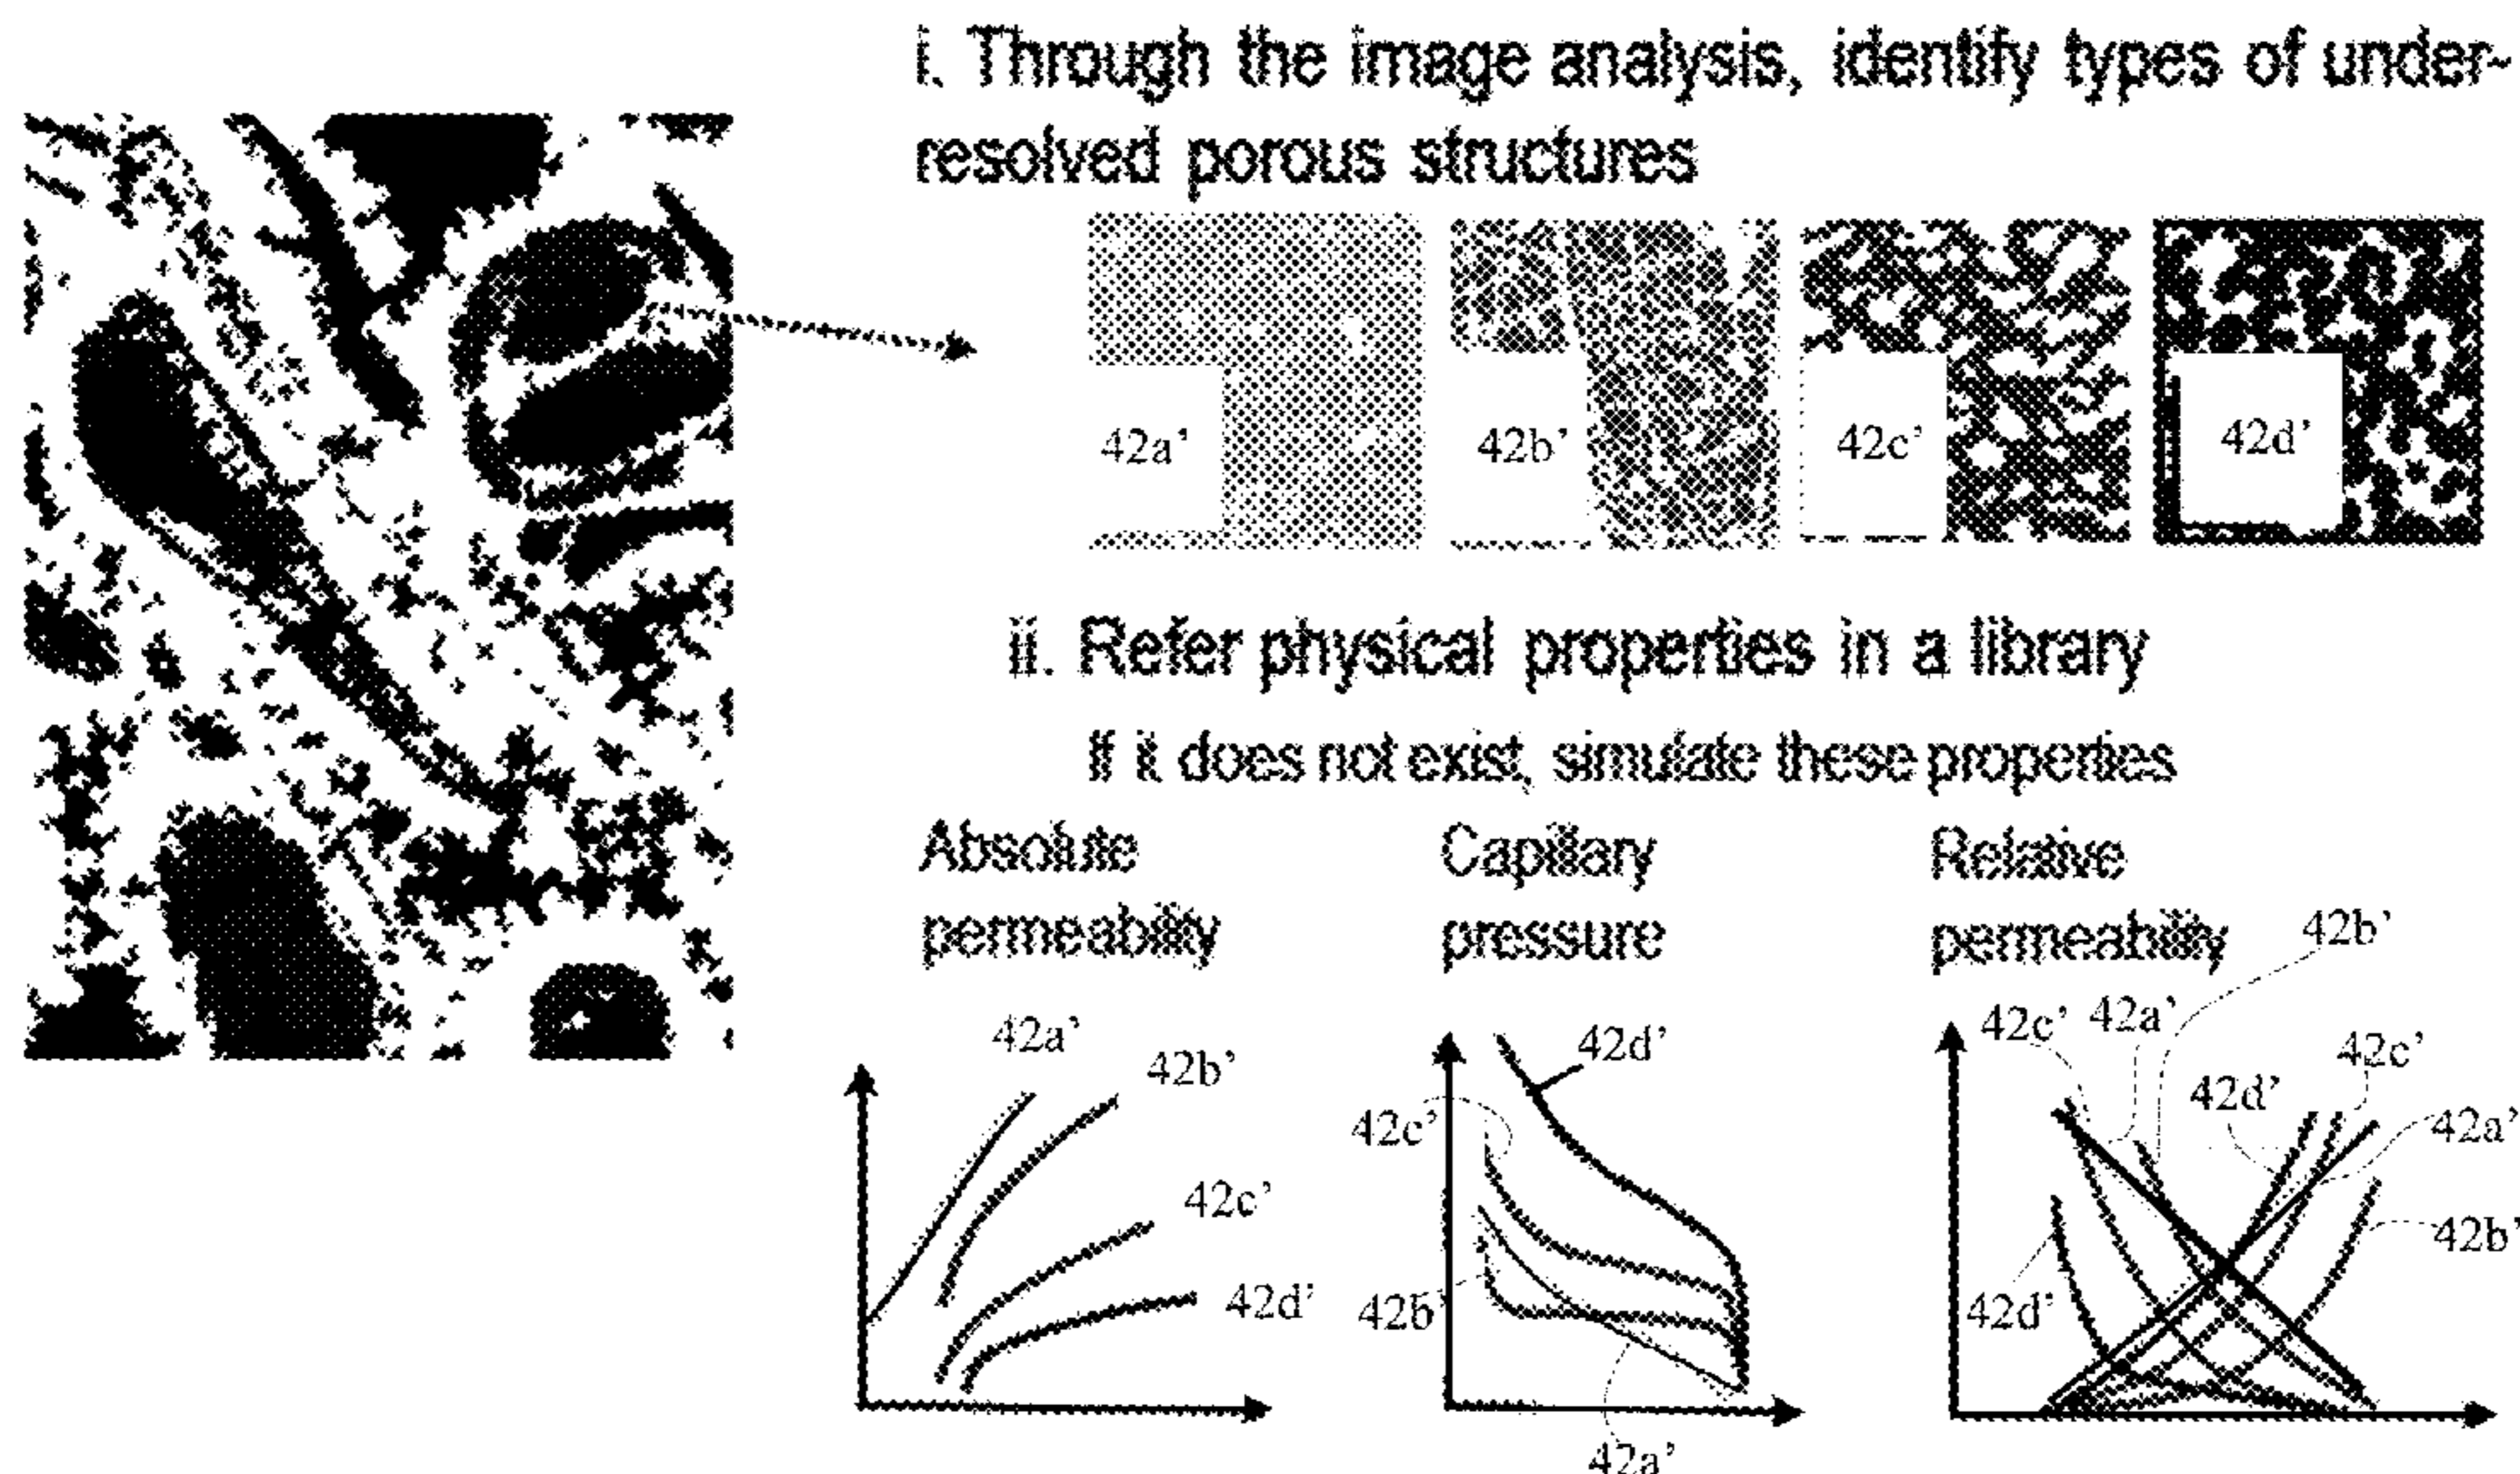 i. Through the image analysis, identify types of under-
resolved porous structures
42a’ 42b’ 42c’ 42d’
ii. Refer physical properties in a library
If it does not exist, simulate these properties
Absolute
permeability
42a’
42b’
42c’
42d’
Capillary
pressure
42d’
42c’
42b’
42a’
Relative
permeability
42b’
42c’ 42a’
42c’
42d’
42a’
42b’
42d’